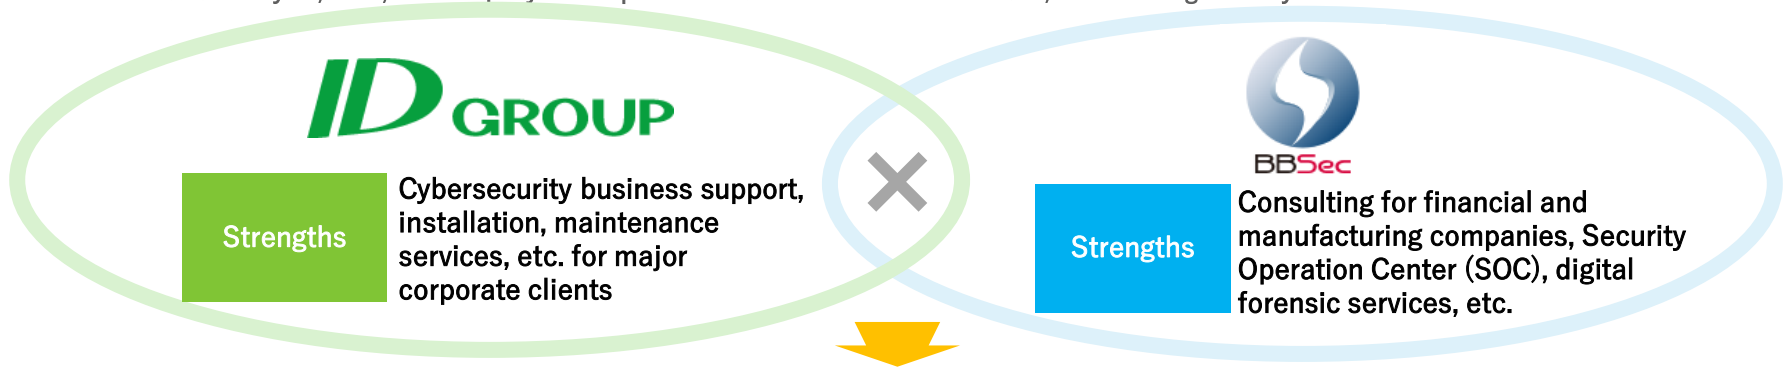 ID GROUP
Strengths
Cybersecurity business support,
installation, maintenance
services, etc. for major
corporate clients
BBSec
Strengths
Consulting for financial and
manufacturing companies, Security
Operation Center (SOC), digital
forensic services, etc.